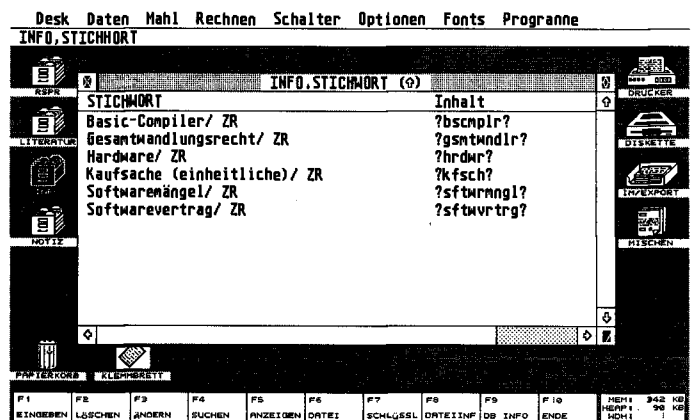 Desk Daten Mahl Rechnen Schalter Optionen Fonts Programne
INFO,STICHWORT
RSPR
INFO.STICHWORT (⇧)
DRUCKER
STICHWORT Inhalt
Basic-Compiler/ ZR ?bscmplr?
LITERATUR
Gesamtwandlungsrecht/ ZR ?gsmtwndlr?
DISKETTE
Hardware/ ZR ?hrdwr?
Kaufsache (einheitliche)/ ZR ?kfsch?
Softwaremängel/ ZR ?sftwrmngl?
IM/EXPORT
Softwarevertrag/ ZR ?sftwvrtrg?
NOTIZ
MISCHEN
PAPIERKORB KLEMMBRETT
F1 F2 F3 F4 F5 F6 F7 F8 F9 F10
EINGEBEN LöSCHEN äNDERN SUCHEN ANZEIGEN DATEI SCHLüSSL DATEIINF DB INFO ENDE
MEM: 342 KB
HEAP: 90 KB
WDH: